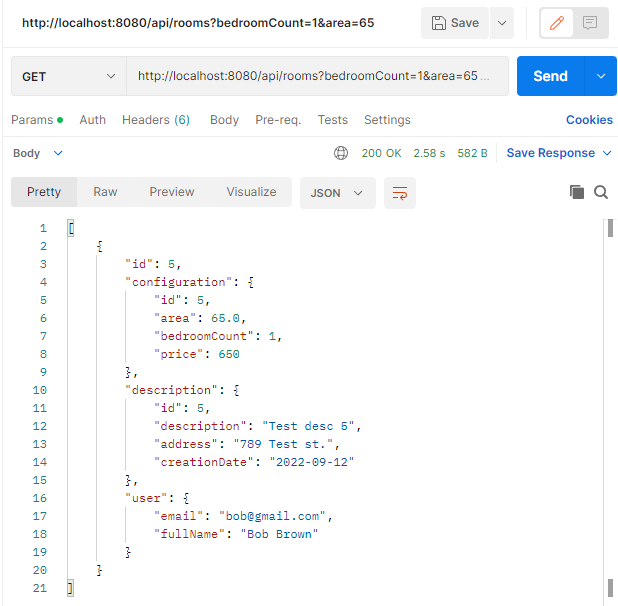 http://localhost:8080/api/rooms?bedroomCount=1&area=65 Save
GET http://localhost:8080/api/rooms?bedroomCount=1&area=65 ... Send
Params Auth Headers (6) Body Pre-req. Tests Settings Cookies
Body 200 OK 2.58 s 582 B Save Response
Pretty Raw Preview Visualize JSON
1 [
2 {
3 "id": 5,
4 "configuration": {
5 "id": 5,
6 "area": 65.0,
7 "bedroomCount": 1,
8 "price": 650
9 },
10 "description": {
11 "id": 5,
12 "description": "Test desc 5",
13 "address": "789 Test st.",
14 "creationDate": "2022-09-12"
15 },
16 "user": {
17 "email": "bob@gmail.com",
18 "fullName": "Bob Brown"
19 }
20 }
21 ]